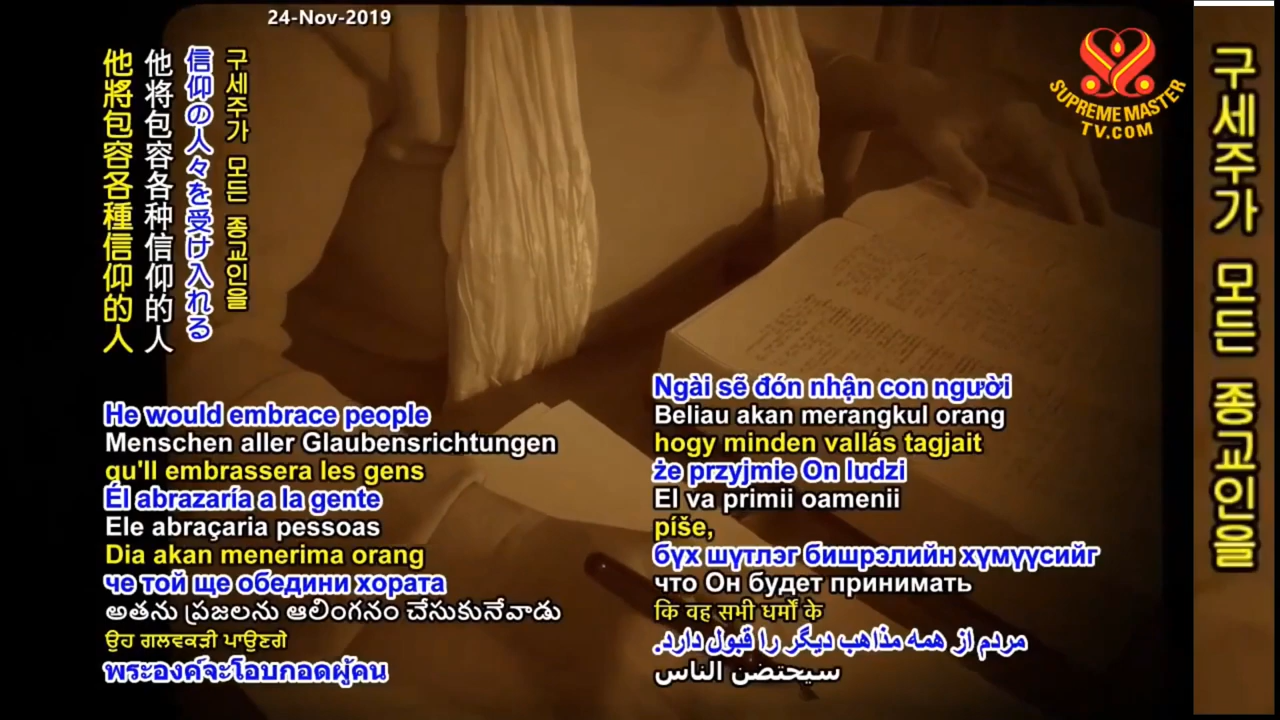 24-Nov-2019
SUPREME MASTER
TV.COM
구세주가 모든 종교인을
구세주가 모든 종교인을
信仰の人々を受け入れる
他将包容各种信仰的人
他將包容各種信仰的人
He would embrace people
Menschen aller Glaubensrichtungen
qu'Il embrassera les gens
Él abrazaría a la gente
Ele abraçaria pessoas
Dia akan menerima orang
че той ще обедини хората
అతను ప్రజలను ఆలింగనం చేసుకునేవాడు
ਉਹ ਗਲਵਕੜੀ ਪਾਉਣਗੇ
พระองค์จะโอบกอดผู้คน
Ngài sẽ đón nhận con người
Beliau akan merangkul orang
hogy minden vallás tagjait
że przyjmie On ludzi
El va primii oamenii
píše,
бүх шүтлэг бишрэлийн хүмүүсийг
что Он будет принимать
कि वह सभी धर्मों के
مردم از همه مذاهب دیگر را قبول دارد.
سيحتضن الناس